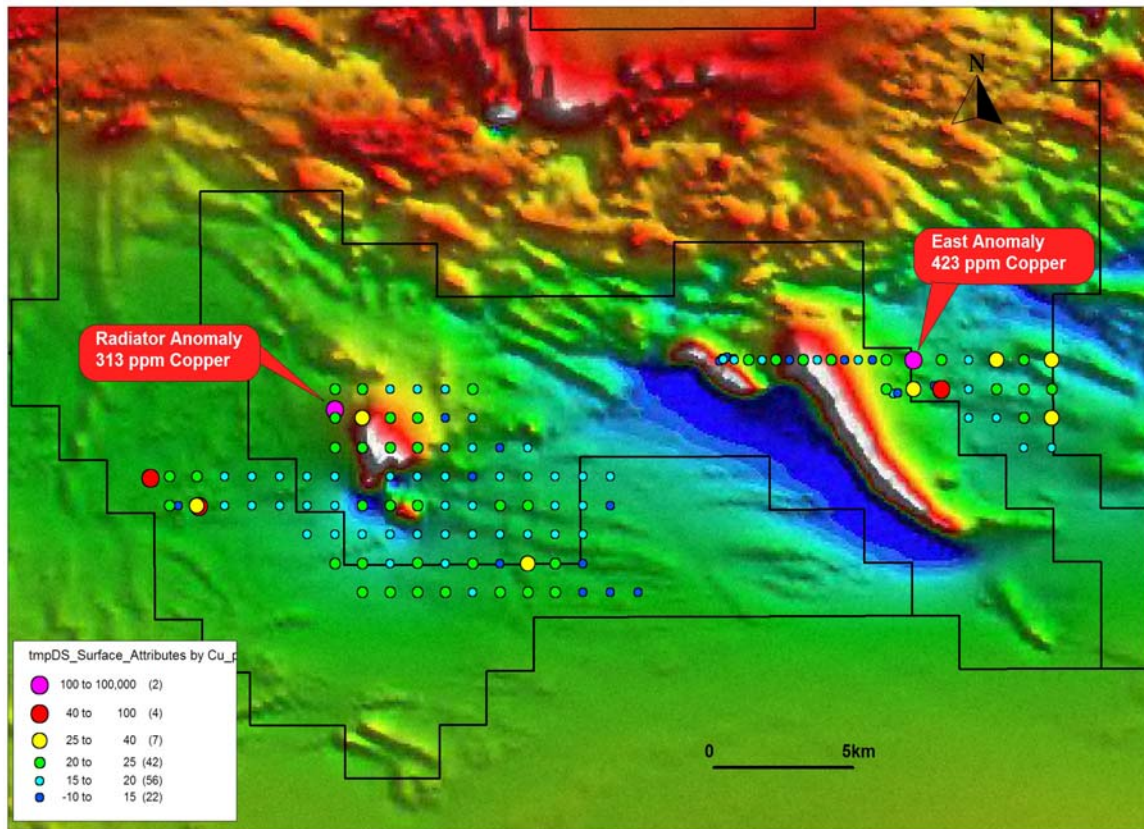 N
East Anomaly
423 ppm Copper
Radiator Anomaly
313 ppm Copper
0 5km
tmpDS_Surface_Attributes by Cu_p
100 to 100,000 (2)
40 to 100 (4)
25 to 40 (7)
20 to 25 (42)
15 to 20 (56)
-10 to 15 (22)